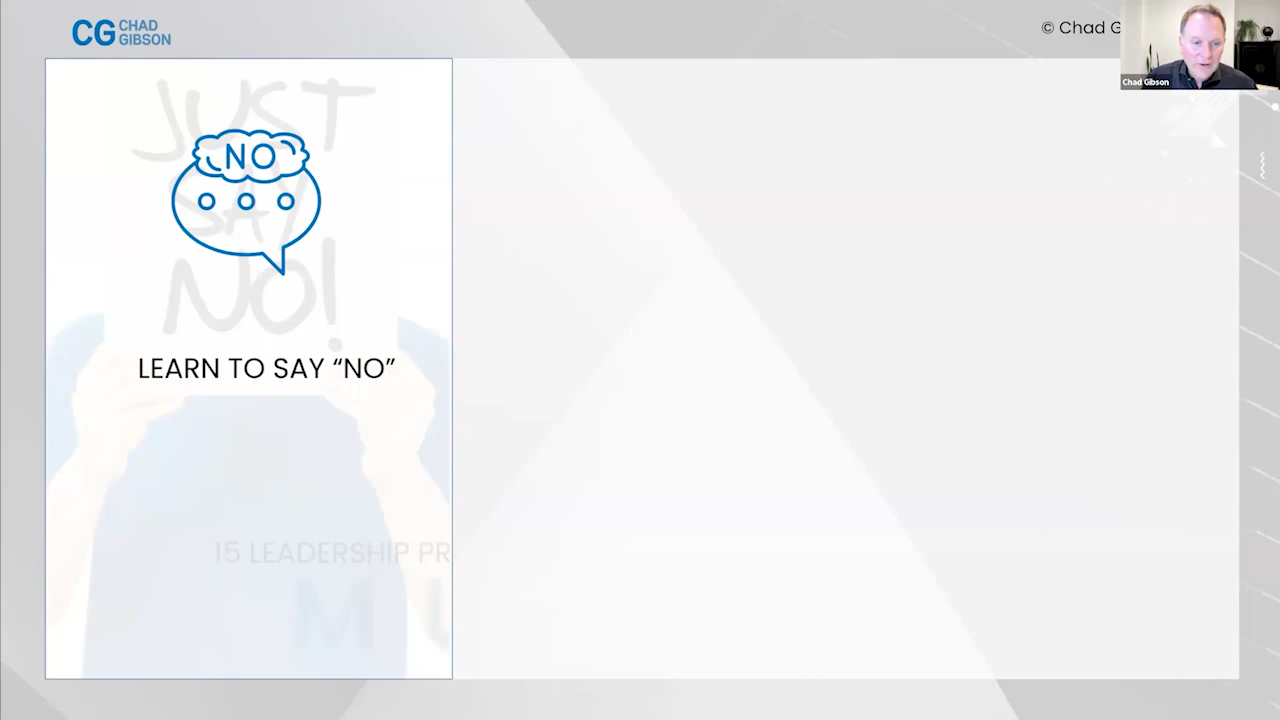 CG CHAD
GIBSON
© Chad G
Chad Gibson
JUST
SAY
NO!
NO
LEARN TO SAY “NO”
15 LEADERSHIP PR
M U